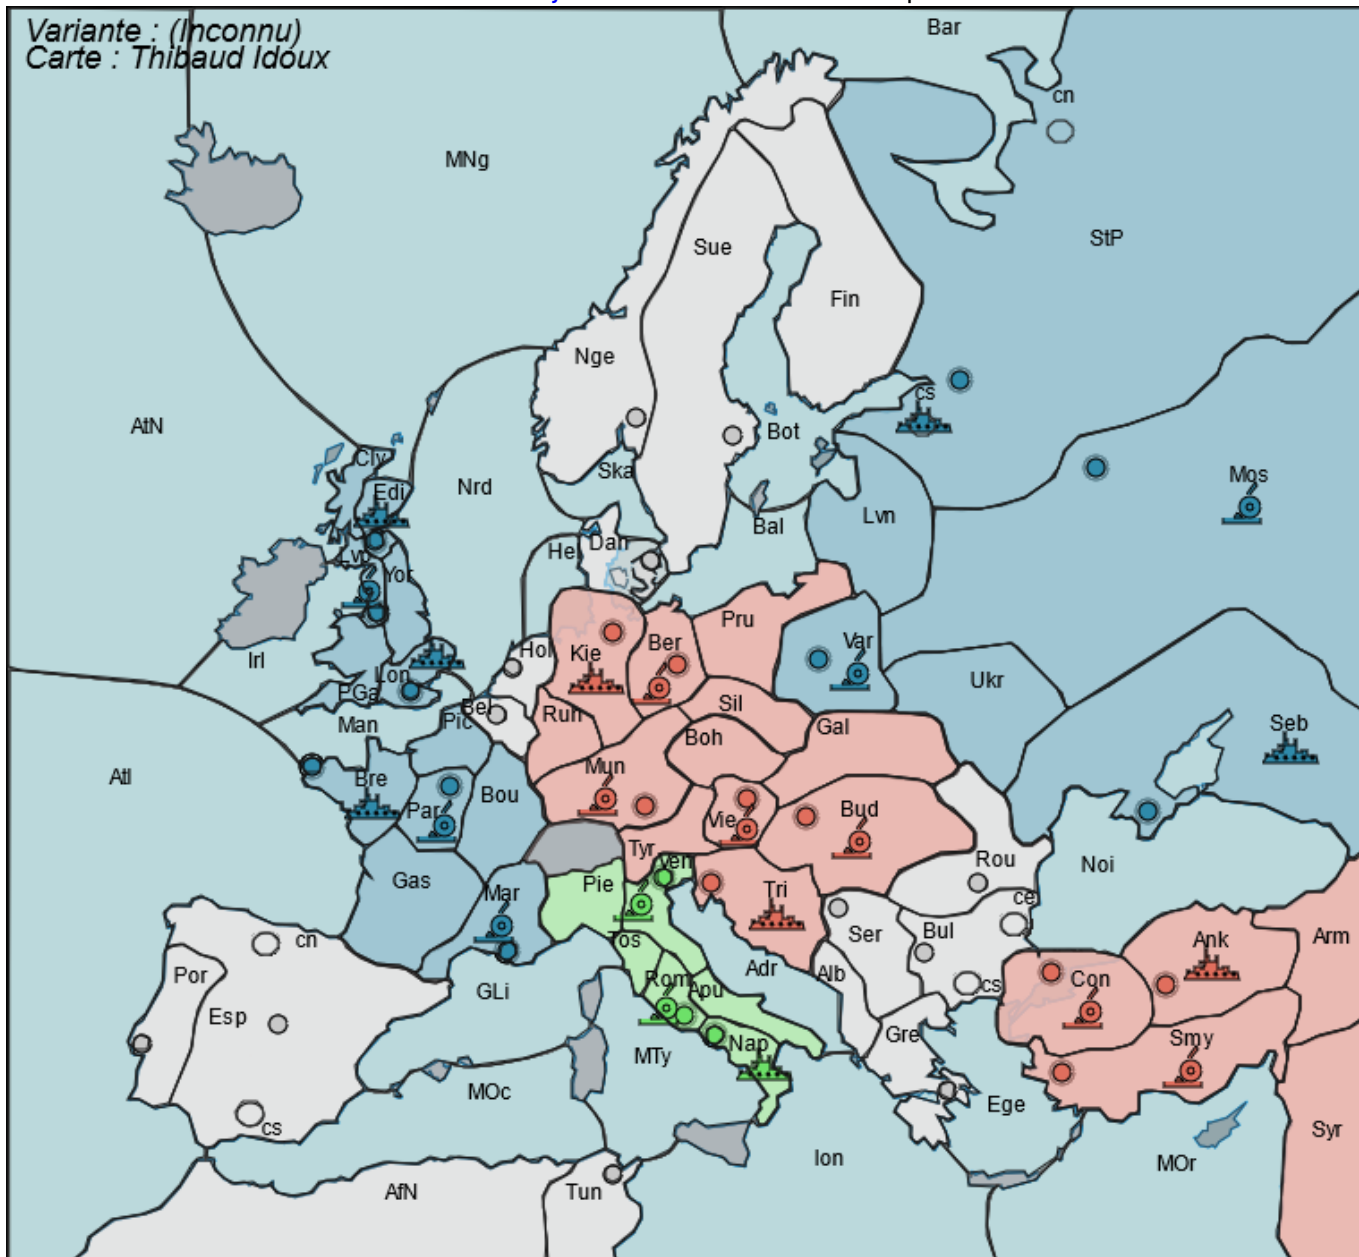 Variante : (Inconnu)
Carte : Thibaud Idoux
Bar
cn
MNg
StP
Sue
Fin
Nge
cs
AtN
Bot
Cly
Ska
Mos
Nrd
Edi
Lvn
Bal
Dan
Hel
Lvp
Yor
Pru
Var
Irl
Hol
Kie
Ber
Ukr
Lon
PGa
Bel
Ruh
Sil
Man
Pic
Boh
Gal
Seb
Atl
Mun
Bre
Bou
Par
Vie
Bud
Tyr
Ven
Rou
Noi
Gas
Pie
Mar
Tri
ce
cn
Tos
Ser
Bul
Ank
Arm
Por
Adr
Alb
Rom
Apu
Con
cs
GLi
Esp
Gre
Nap
Smy
MTy
MOc
Ege
cs
Syr
Ion
MOr
AfN
Tun